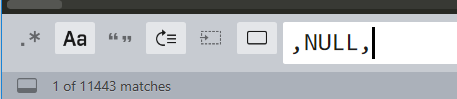 .* Aa “” ,NULL,
1 of 11443 matches